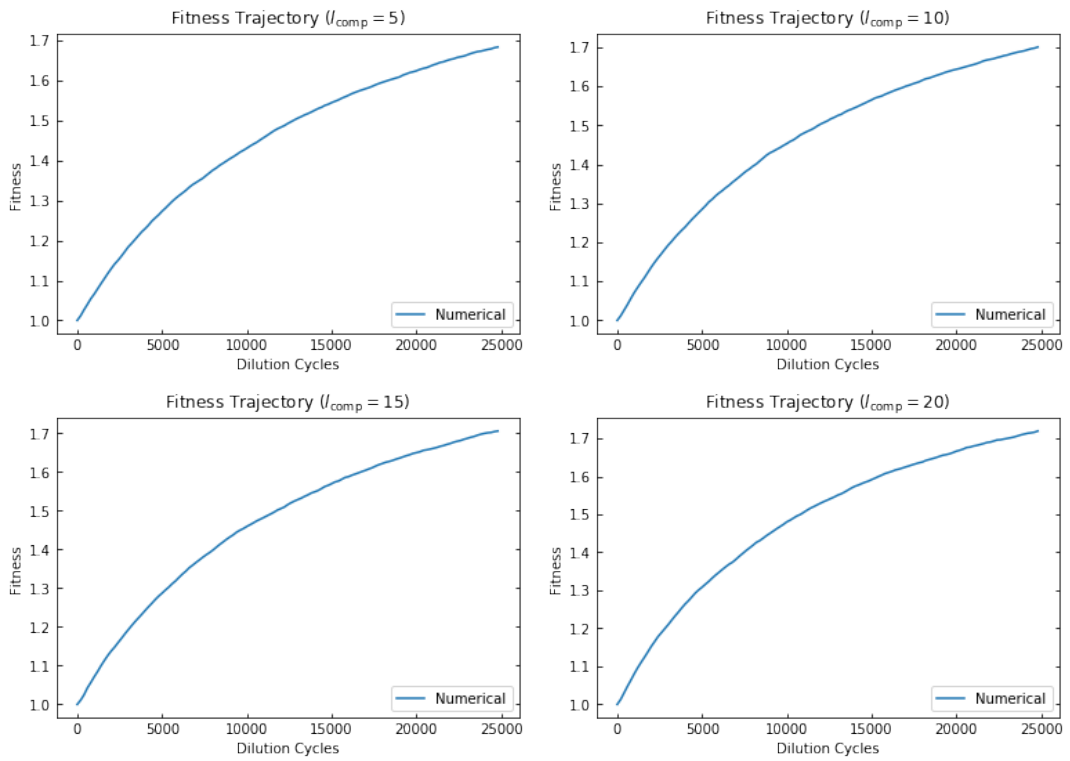 Fitness Trajectory (l_comp = 5)
1.7
1.6
1.5
1.4
1.3
1.2
1.1
1.0
Fitness
Numerical
0 5000 10000 15000 20000 25000
Dilution Cycles
Fitness Trajectory (l_comp = 10)
1.7
1.6
1.5
1.4
1.3
1.2
1.1
1.0
Fitness
Numerical
0 5000 10000 15000 20000 25000
Dilution Cycles
Fitness Trajectory (l_comp = 15)
1.7
1.6
1.5
1.4
1.3
1.2
1.1
1.0
Fitness
Numerical
0 5000 10000 15000 20000 25000
Dilution Cycles
Fitness Trajectory (l_comp = 20)
1.7
1.6
1.5
1.4
1.3
1.2
1.1
1.0
Fitness
Numerical
0 5000 10000 15000 20000 25000
Dilution Cycles